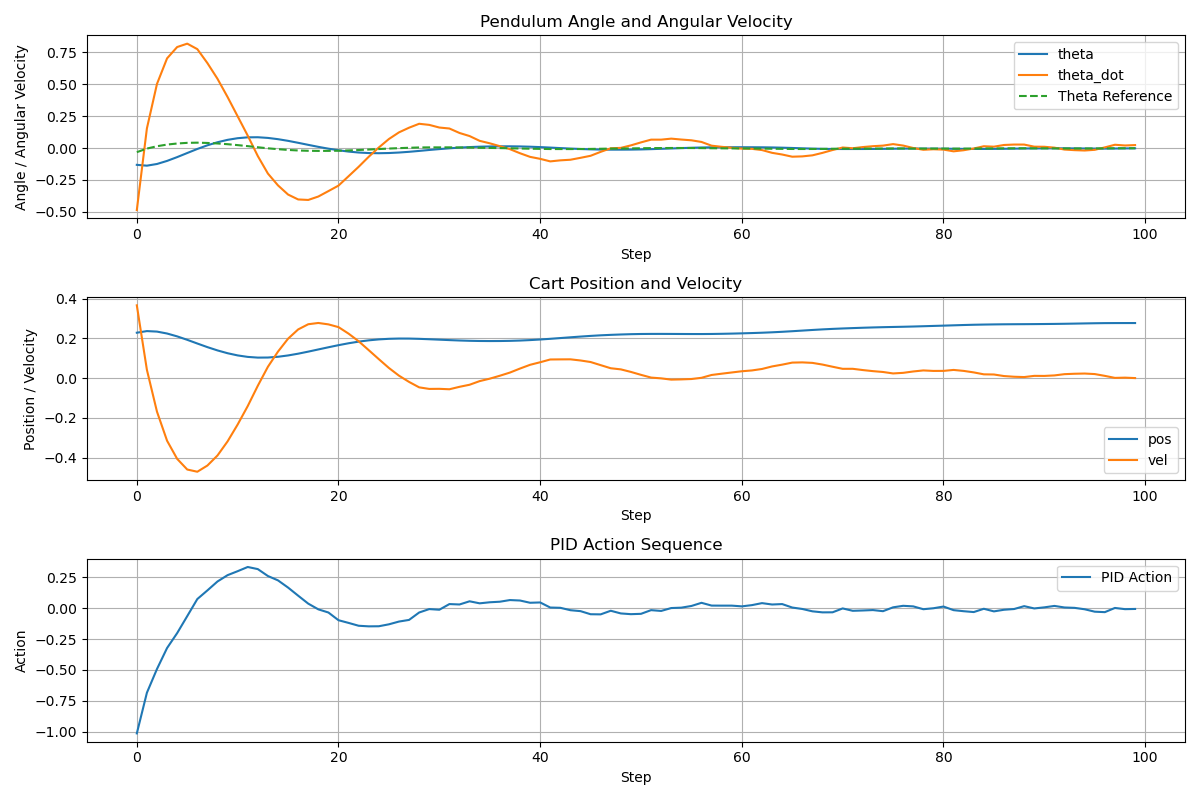 Pendulum Angle and Angular Velocity
Angle / Angular Velocity
0.75
0.50
0.25
0.00
−0.25
−0.50
theta
theta_dot
Theta Reference
0 20 40 60 80 100
Step
Cart Position and Velocity
Position / Velocity
0.4
0.2
0.0
−0.2
−0.4
pos
vel
0 20 40 60 80 100
Step
PID Action Sequence
Action
0.25
0.00
−0.25
−0.50
−0.75
−1.00
PID Action
0 20 40 60 80 100
Step